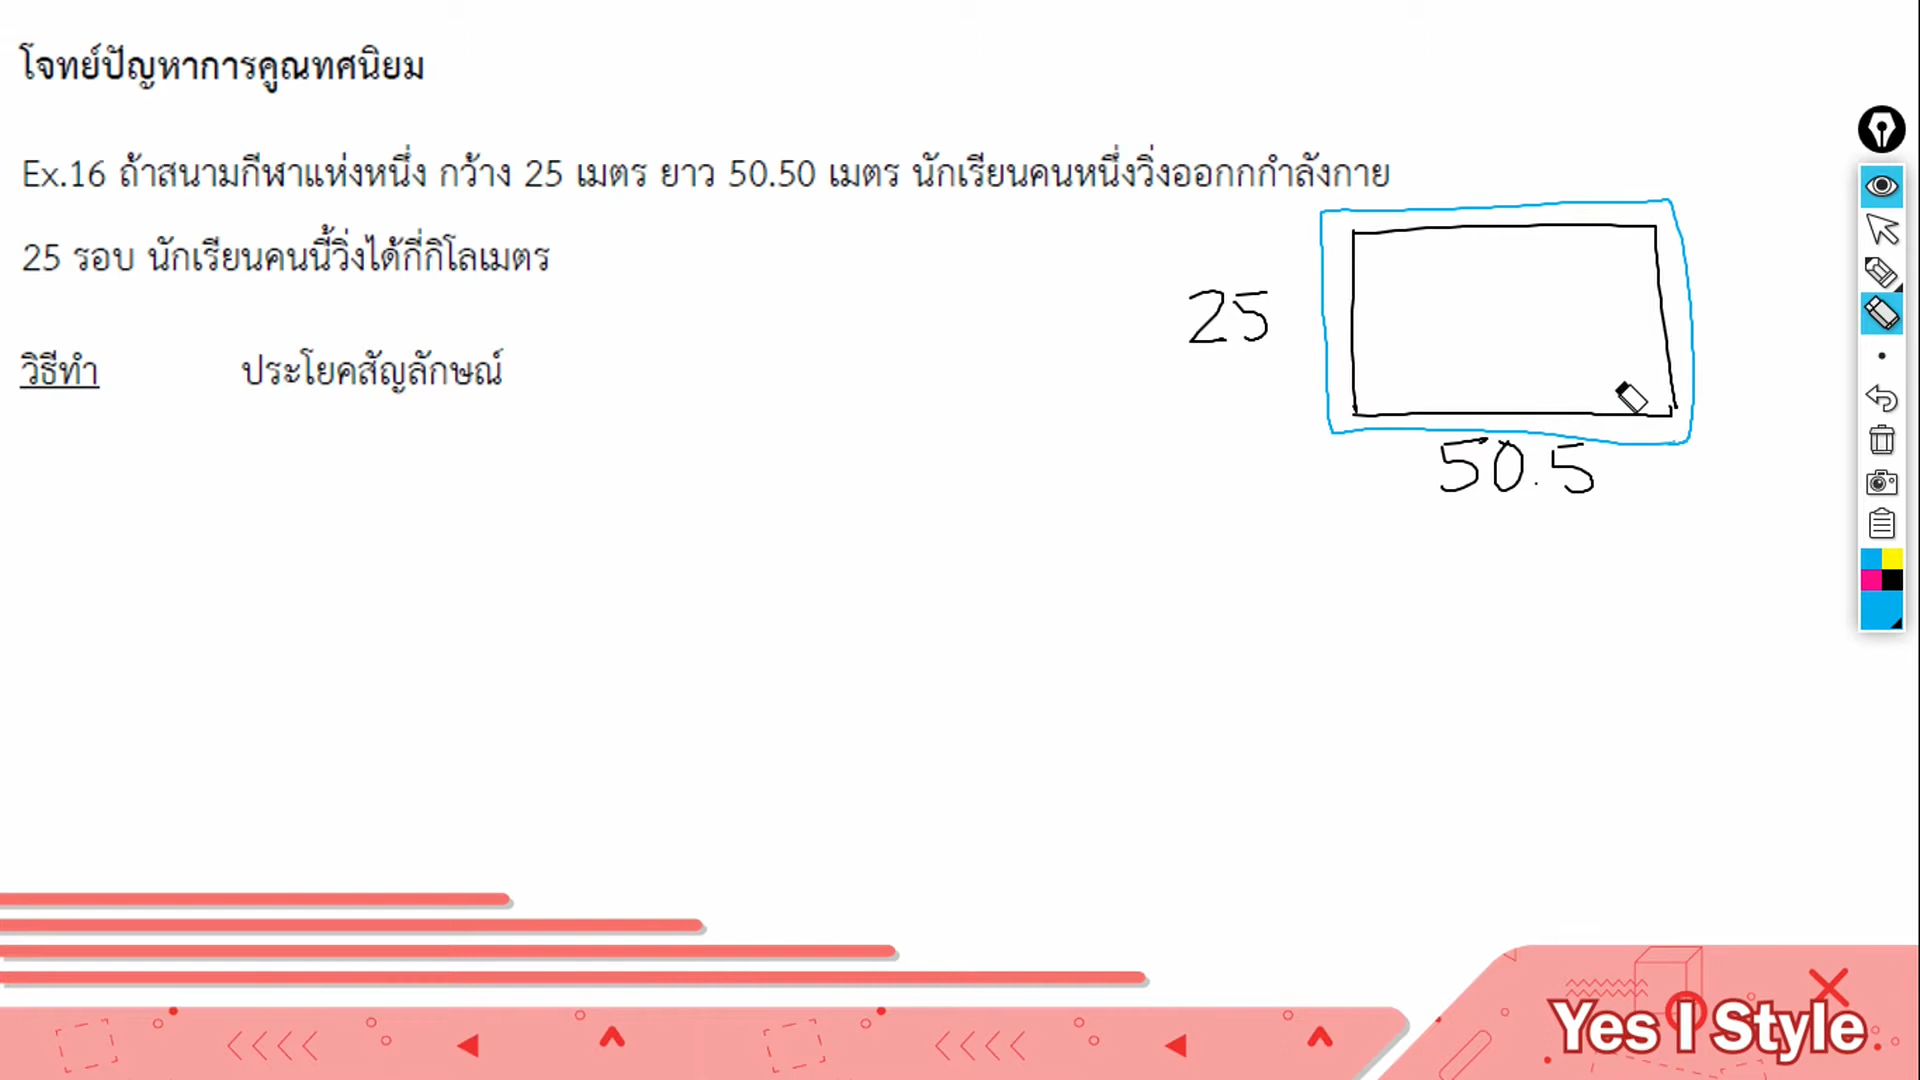 โจทย์ปัญหาการคูณทศนิยม
Ex.16 ถ้าสนามกีฬาแห่งหนึ่ง กว้าง 25 เมตร ยาว 50.50 เมตร นักเรียนคนหนึ่งวิ่งออกกกำลังกาย
25 รอบ นักเรียนคนนี้วิ่งได้กี่กิโลเมตร
25
วิธีทำ ประโยคสัญลักษณ์
50.5
Yes I Style